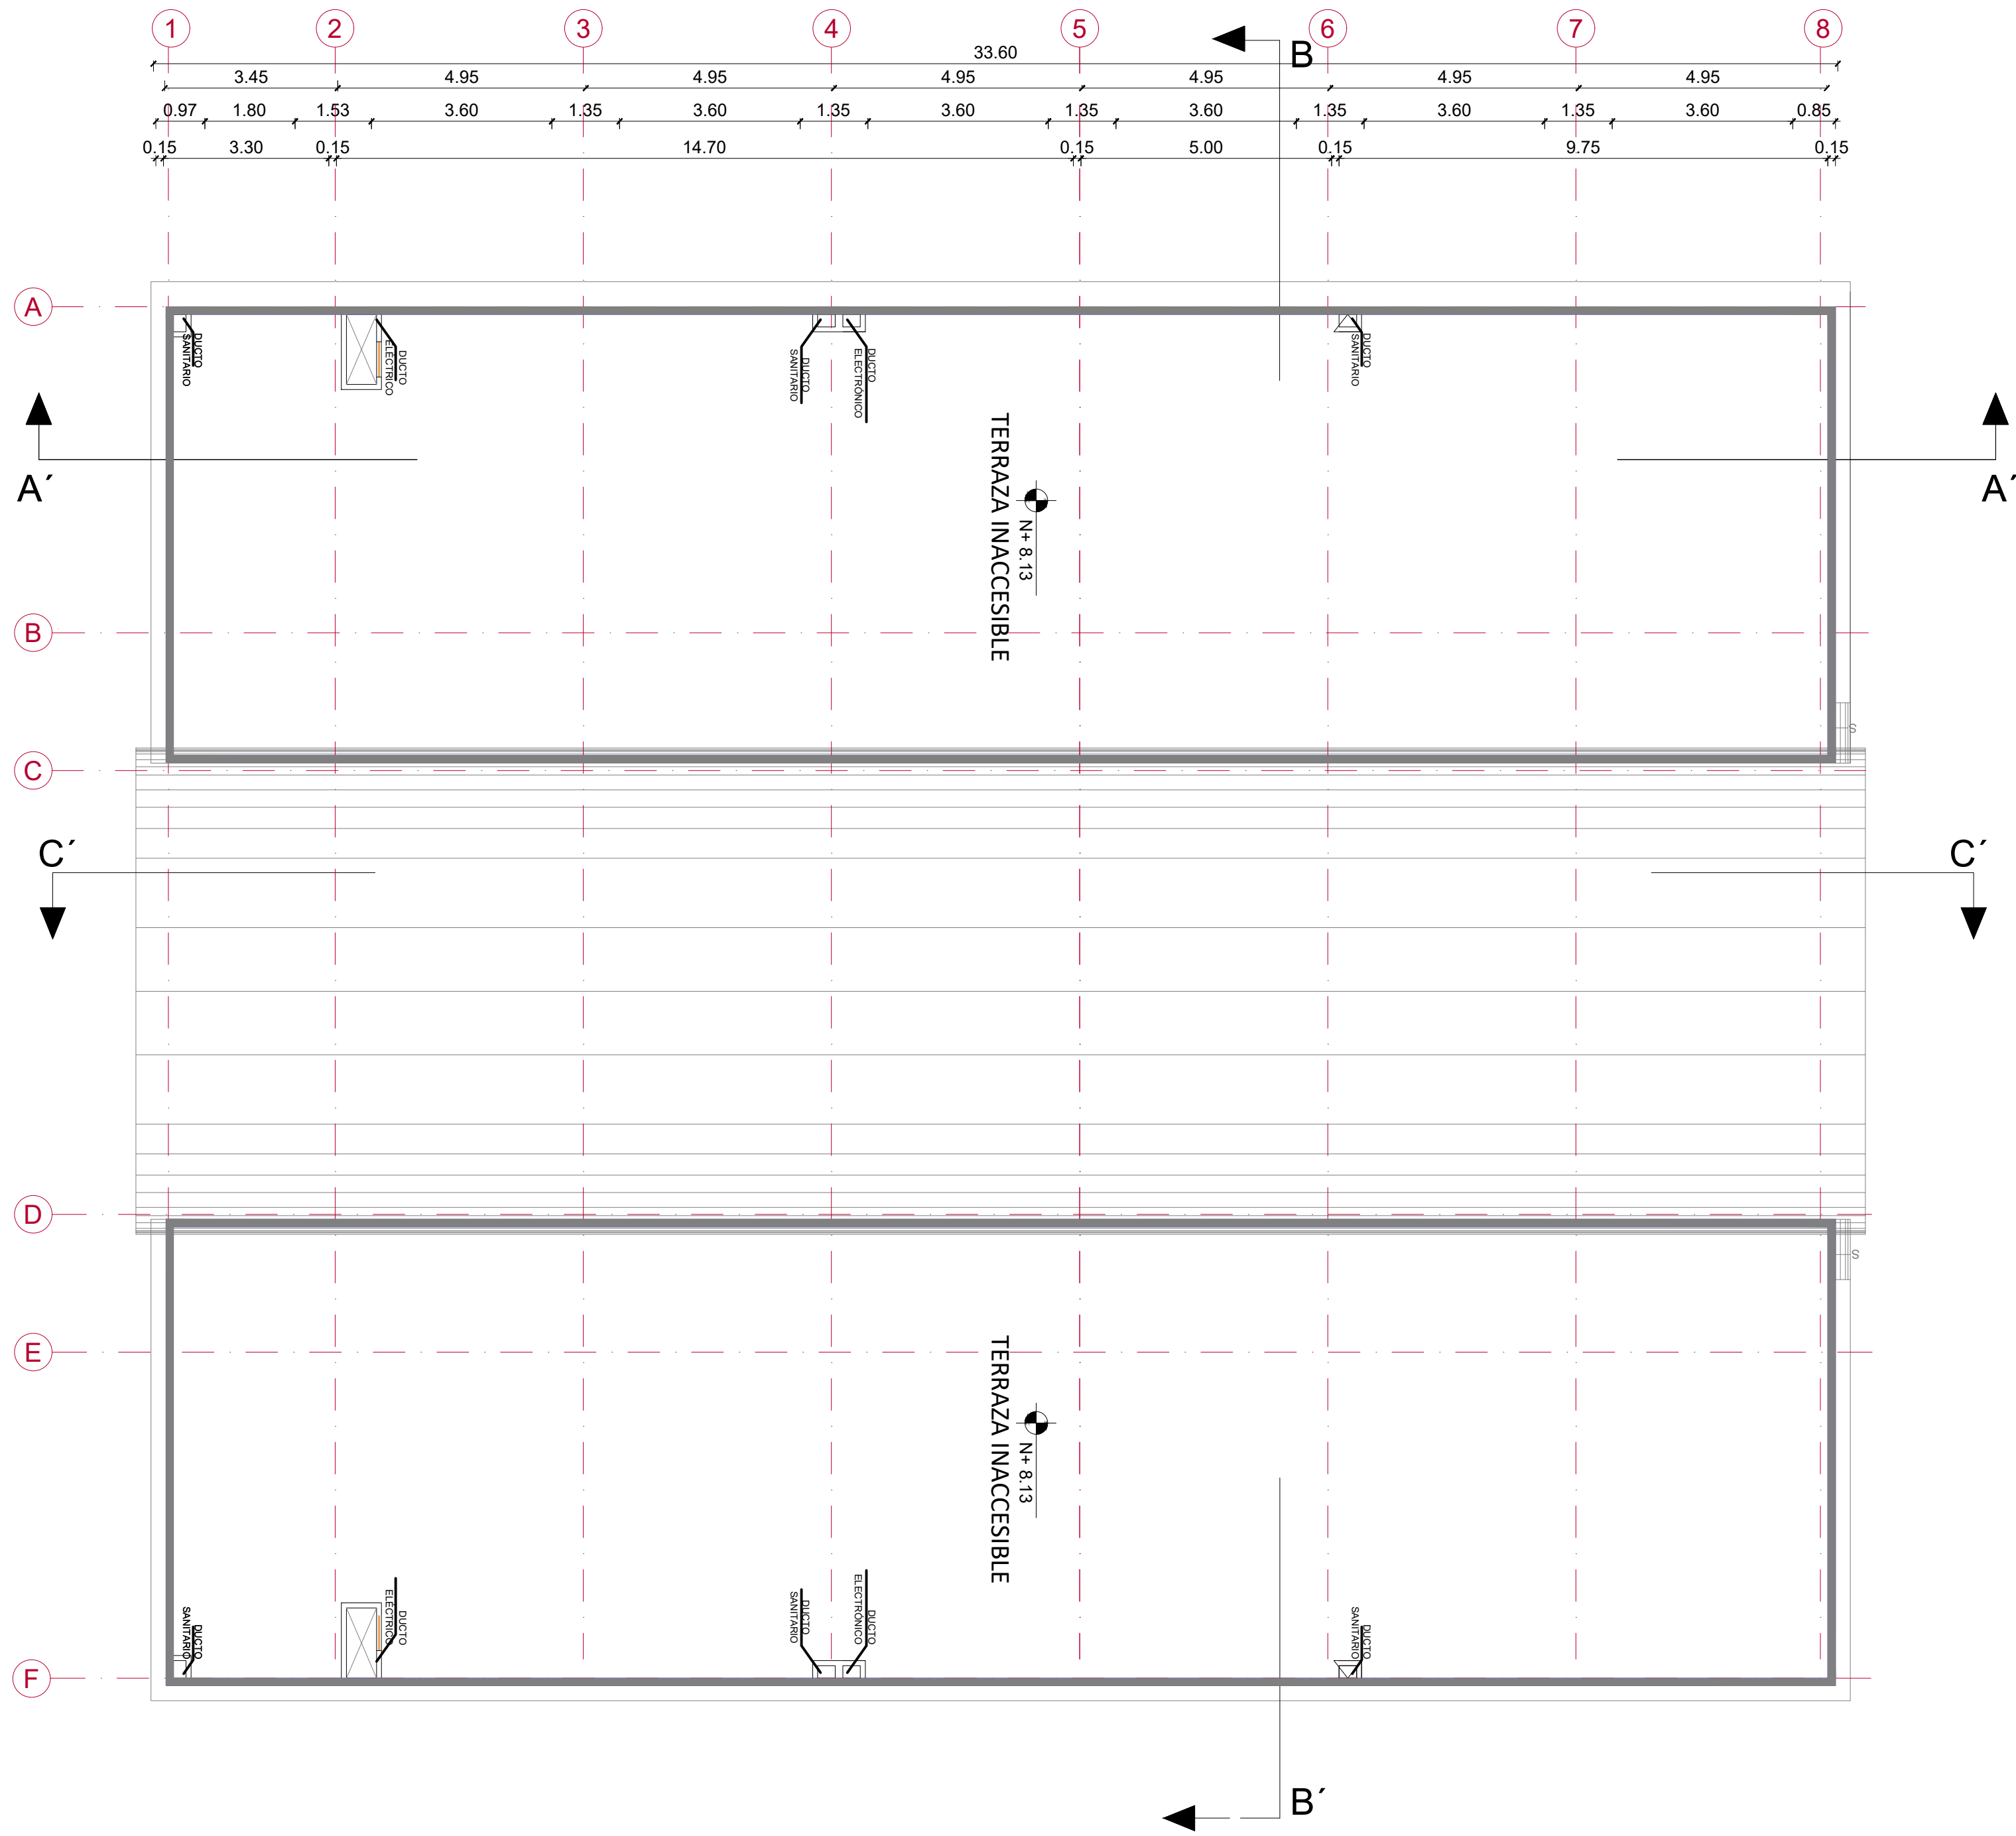 1 2 3 4 5 6 7 8
B
33.60
3.45 4.95 4.95 4.95 4.95 4.95 4.95
0.97 1.80 1.53 3.60 1.35 3.60 1.35 3.60 1.35 3.60 1.35 3.60 1.35 3.60 0.85
0.15 3.30 0.15 14.70 0.15 5.00 0.15 9.75 0.15
A
DUCTO
SANITARIO
DUCTO
ELÉCTRICO
DUCTO
SANITARIO
DUCTO
ELECTRÓNICO
DUCTO
SANITARIO
A´ A´
N+ 8.13
TERRAZA INACCESIBLE
B
S
C
C´ C´
D
S
E
N+ 8.13
TERRAZA INACCESIBLE
DUCTO
SANITARIO
DUCTO
ELÉCTRICO
DUCTO
SANITARIO
DUCTO
ELECTRÓNICO
DUCTO
SANITARIO
F
B´